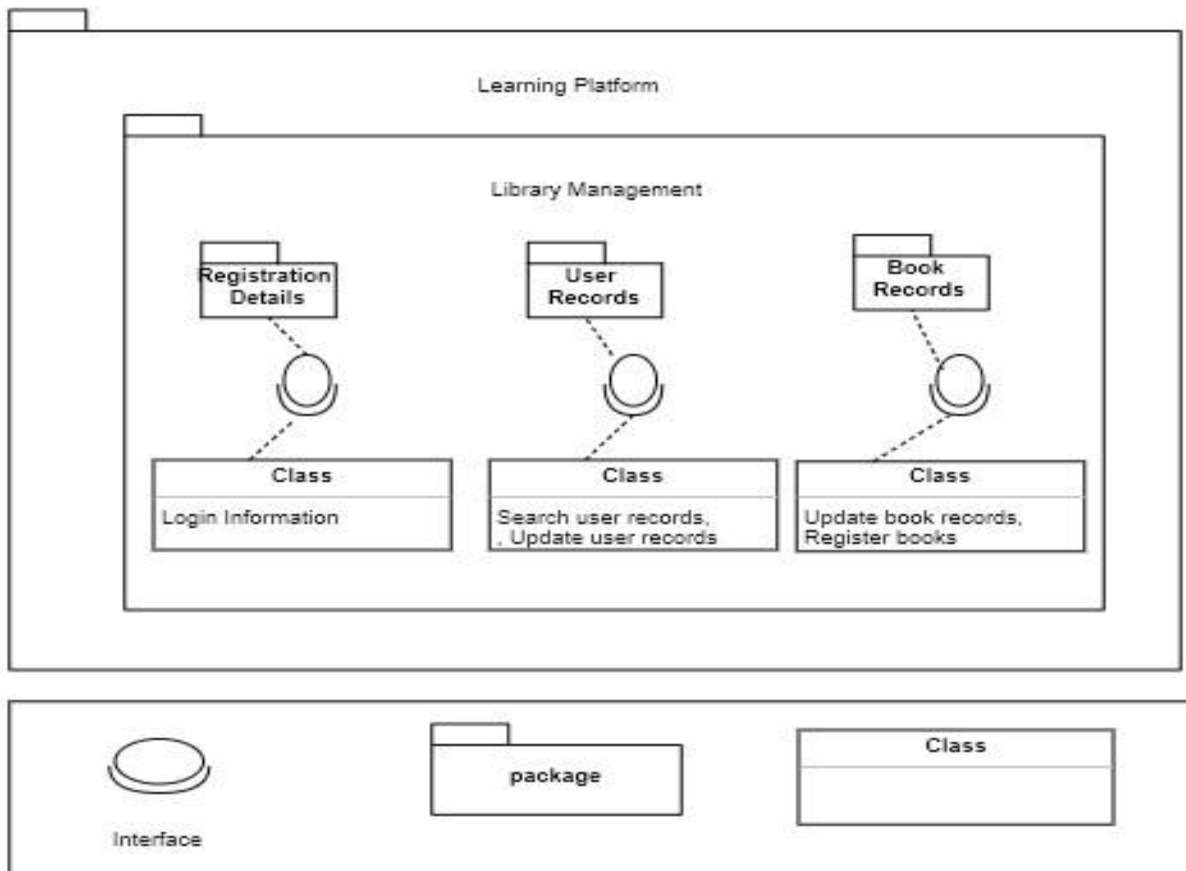 Learning Platform
Library Management
Registration
Details
User
Records
Book
Records
Class
Login Information
Class
Search user records,
, Update user records
Class
Update book records,
Register books
Interface
package
Class